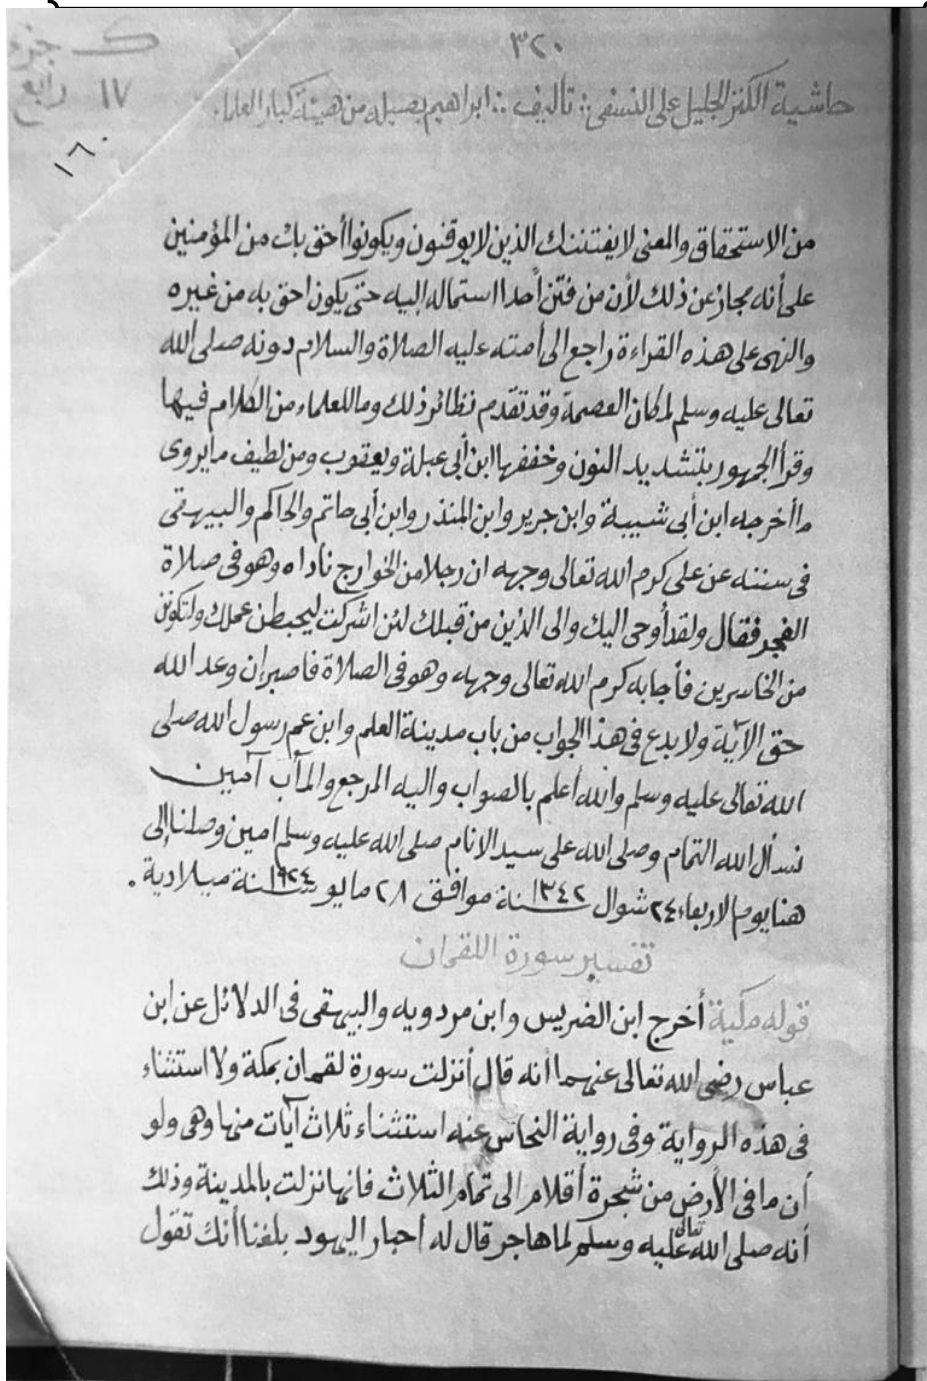 ٣٢٠
ك جزء
١٧ رابع
حاشية الكنز الجليل على النسفى :: تأليف :: ابراهيم بصيله من هيئة كبار العلماء.
١٦٠
من الاستحقاق والمعنى لا يفتننك الذين لا يوقنون ويكونوا أحق بك من المؤمنين
على أنه مجاز عن ذلك لأن من فتن أحدا استماله إليه حتى يكون احق به من غيره
والنهى على هذه القراءة راجع الى أمته عليه الصلاة والسلام دونه صلى الله
تعالى عليه وسلم لمكان العصمة وقد تقدم نظائر ذلك وما للعلماء من الكلام فيها
وقرأ الجمهور بتشديد النون وخففها ابن أبى عبلة ويعقوب ومن لطيف ما يروى
ما أخرجه ابن أبى شيبة وابن جرير وابن المنذر وابن أبى حاتم والحاكم والبيهقى
فى سننه عن على كرم الله تعالى وجهه ان رجلا من الخوارج ناداه وهو فى صلاة
الفجر فقال ولقد أوحى اليك والى الذين من قبلك لئن اشركت ليحبطن عملك ولتكونن
من الخاسرين فأجابه كرم الله تعالى وجهه وهو فى الصلاة فاصبر إن وعد الله
حق الآية ولا بدع فى هذا الجواب من باب مدينة العلم وابن عم رسول الله صلى
الله تعالى عليه وسلم والله أعلم بالصواب واليه المرجع والمآب آمين
نسأل الله التمام وصلى الله على سيد الانام صلى الله عليه وسلم امين وصلنا إلى
هنا يوم الاربعاء ٢٤ شوال ١٣٤٢ سنة موافق ٢٨ مايو ١٩٢٤ سنة ميلادية.
تفسير سورة اللقمان
قوله مكية أخرج ابن الضريس وابن مردويه والبيهقى فى الدلائل عن ابن
عباس رضى الله تعالى عنهما أنه قال أنزلت سورة لقمان بمكة ولا استثناء
فى هذه الرواية وفى رواية النحاس عنه استثناء ثلاث آيات منها وهى ولو
أن ما فى الأرض من شجرة أقلام الى تمام الثلاث فانها نزلت بالمدينة وذلك
أنه صلى الله تعالى عليه وسلم لما هاجر قال له احبار اليهود بلغنا أنك تقول